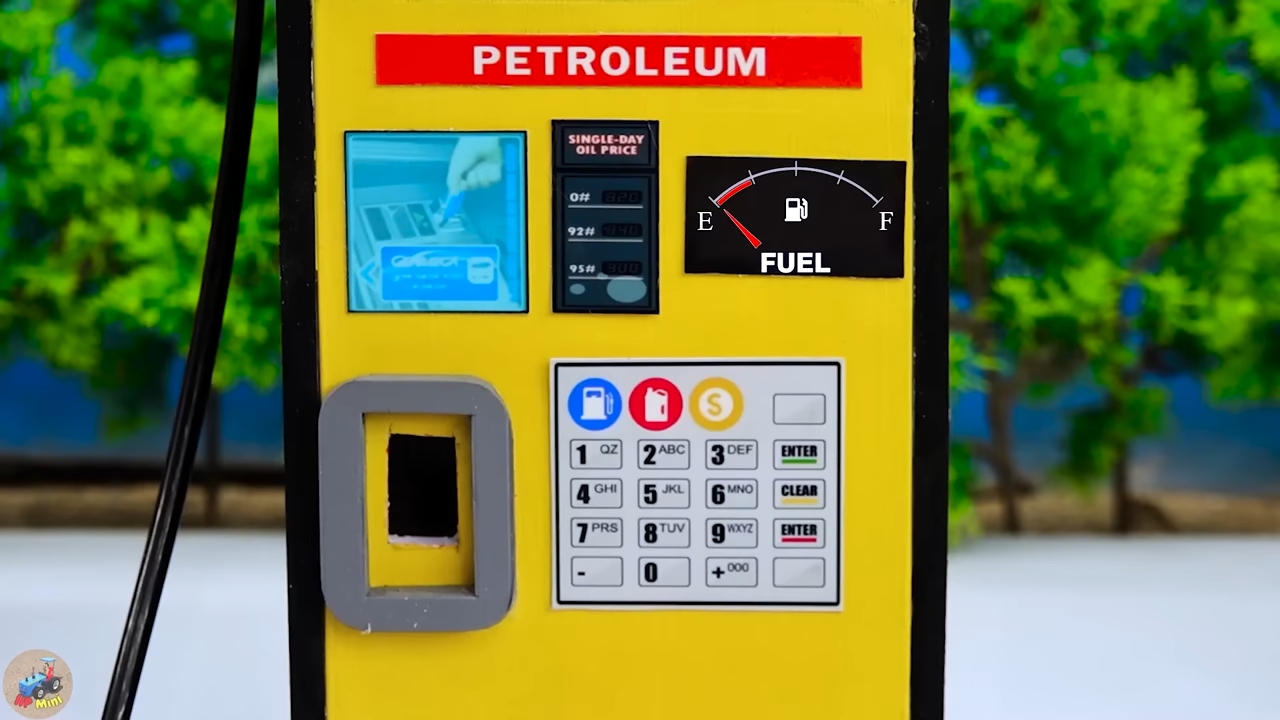 PETROLEUM
SINGLE-DAY
OIL PRICE
0#
92#
95#
E
F
FUEL
$
1 QZ
2 ABC
3 DEF
ENTER
4 GHI
5 JKL
6 MNO
CLEAR
7 PRS
8 TUV
9 WXYZ
ENTER
-
0
+ 000
Mini